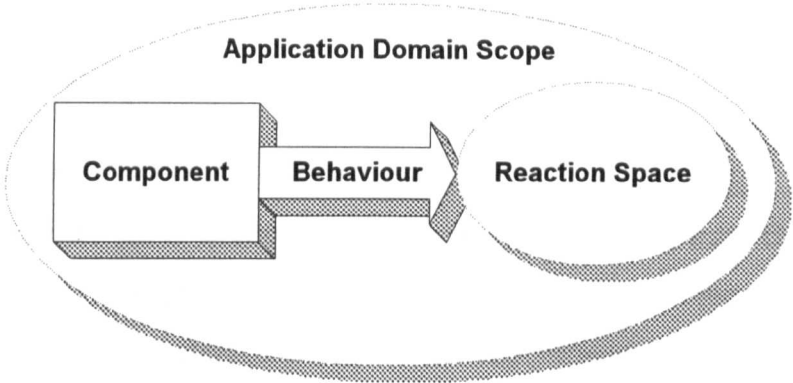 Application Domain Scope
Component
Behaviour
Reaction Space